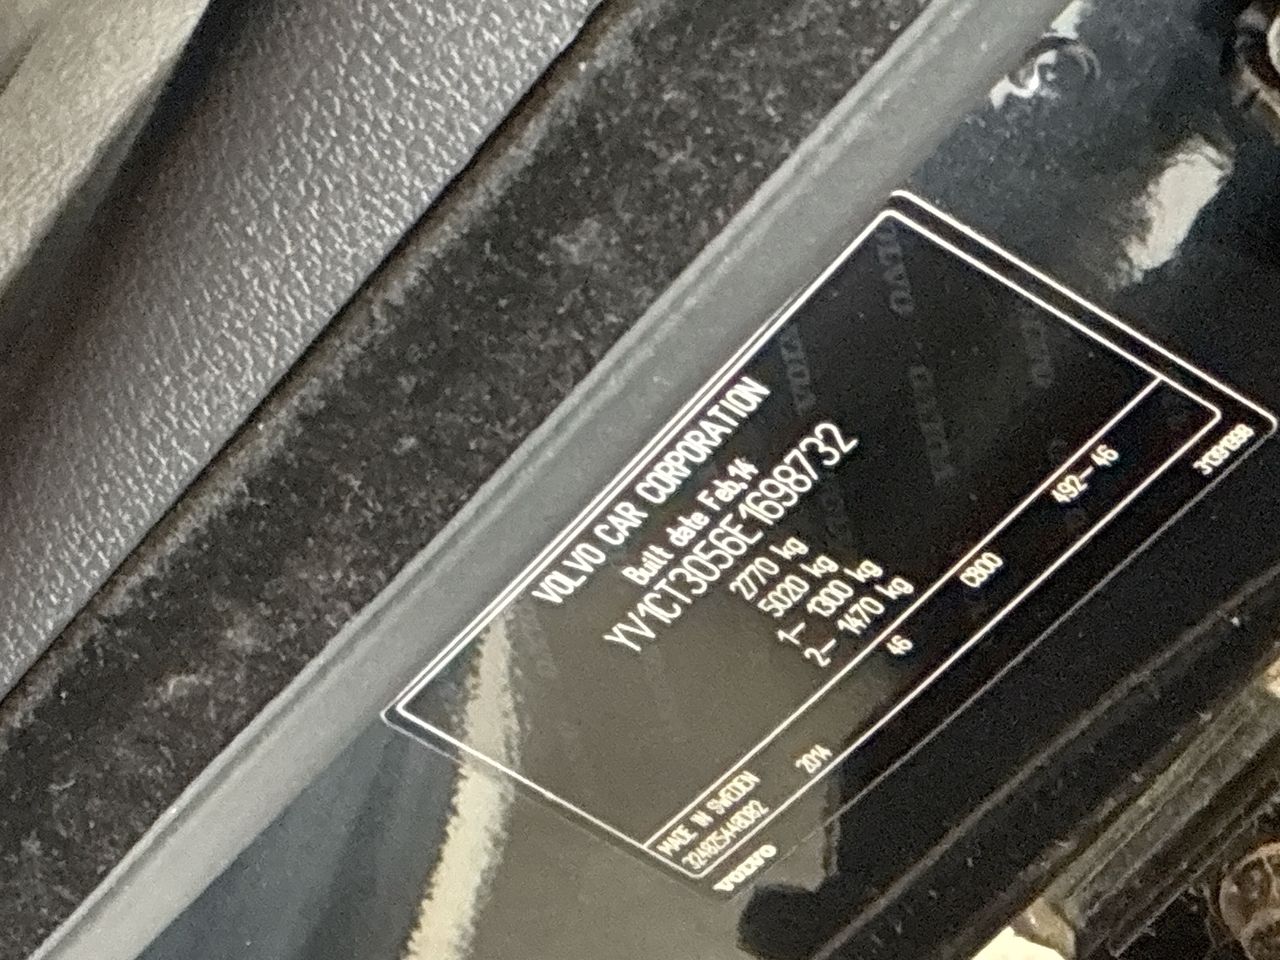 VOLVO CAR CORPORATION
Built date Feb,14
YV1CT3056E1698732
2770 kg
5020 kg
1– 1300 kg
2– 1470 kg
46 C800 492– 46
MADE IN SWEDEN 2014
VOLVO